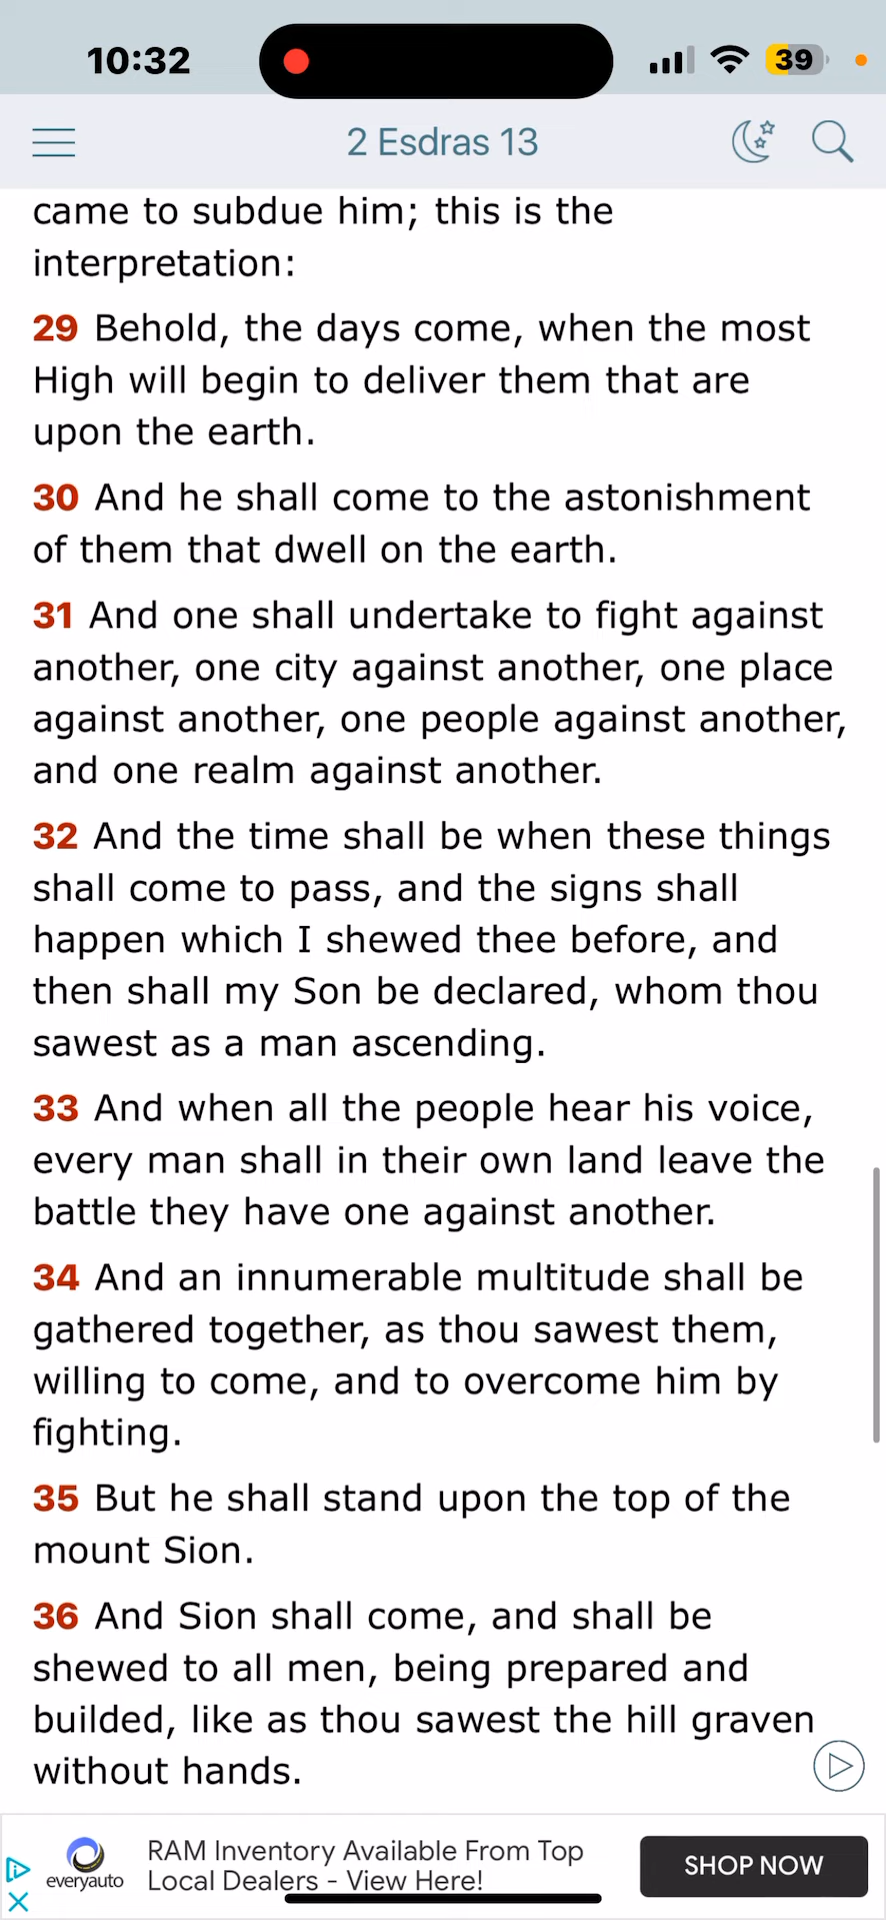 10:32
39
2 Esdras 13
came to subdue him; this is the
interpretation:
29 Behold, the days come, when the most
High will begin to deliver them that are
upon the earth.
30 And he shall come to the astonishment
of them that dwell on the earth.
31 And one shall undertake to fight against
another, one city against another, one place
against another, one people against another,
and one realm against another.
32 And the time shall be when these things
shall come to pass, and the signs shall
happen which I shewed thee before, and
then shall my Son be declared, whom thou
sawest as a man ascending.
33 And when all the people hear his voice,
every man shall in their own land leave the
battle they have one against another.
34 And an innumerable multitude shall be
gathered together, as thou sawest them,
willing to come, and to overcome him by
fighting.
35 But he shall stand upon the top of the
mount Sion.
36 And Sion shall come, and shall be
shewed to all men, being prepared and
builded, like as thou sawest the hill graven
without hands.
everyauto
RAM Inventory Available From Top
Local Dealers - View Here!
SHOP NOW